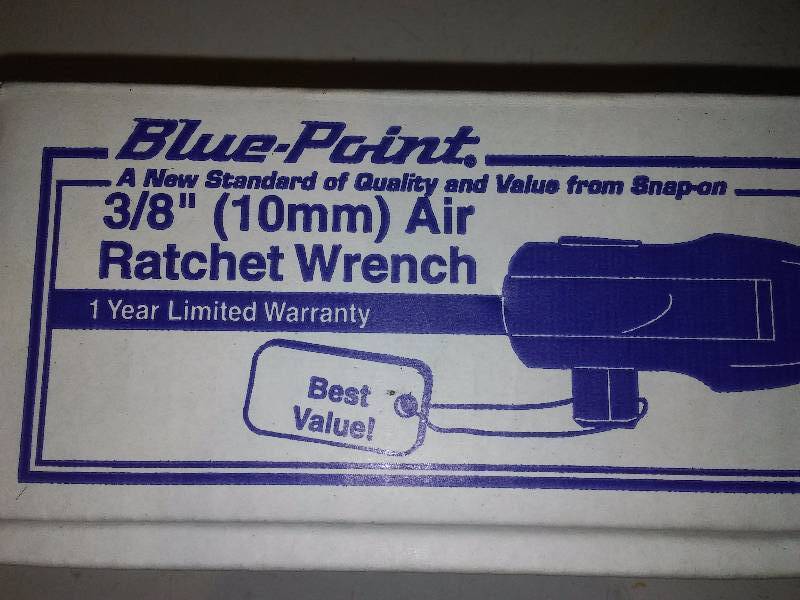 Blue-Point®
A New Standard of Quality and Value from Snap-on
3/8" (10mm) Air
Ratchet Wrench
1 Year Limited Warranty
Best
Value!